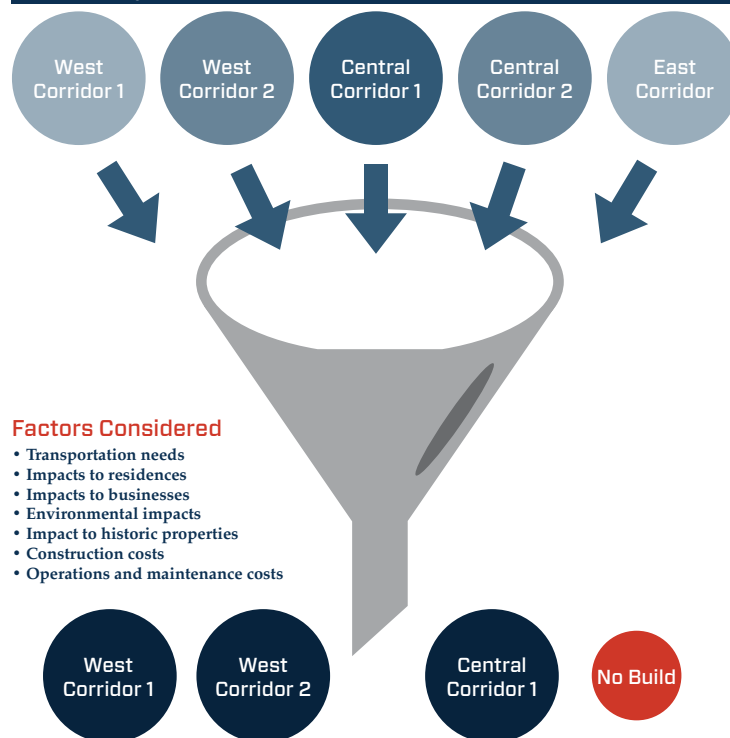 West
Corridor 1
West
Corridor 2
Central
Corridor 1
Central
Corridor 2
East
Corridor
Factors Considered
• Transportation needs
• Impacts to residences
• Impacts to businesses
• Environmental impacts
• Impact to historic properties
• Construction costs
• Operations and maintenance costs
West
Corridor 1
West
Corridor 2
Central
Corridor 1
No Build